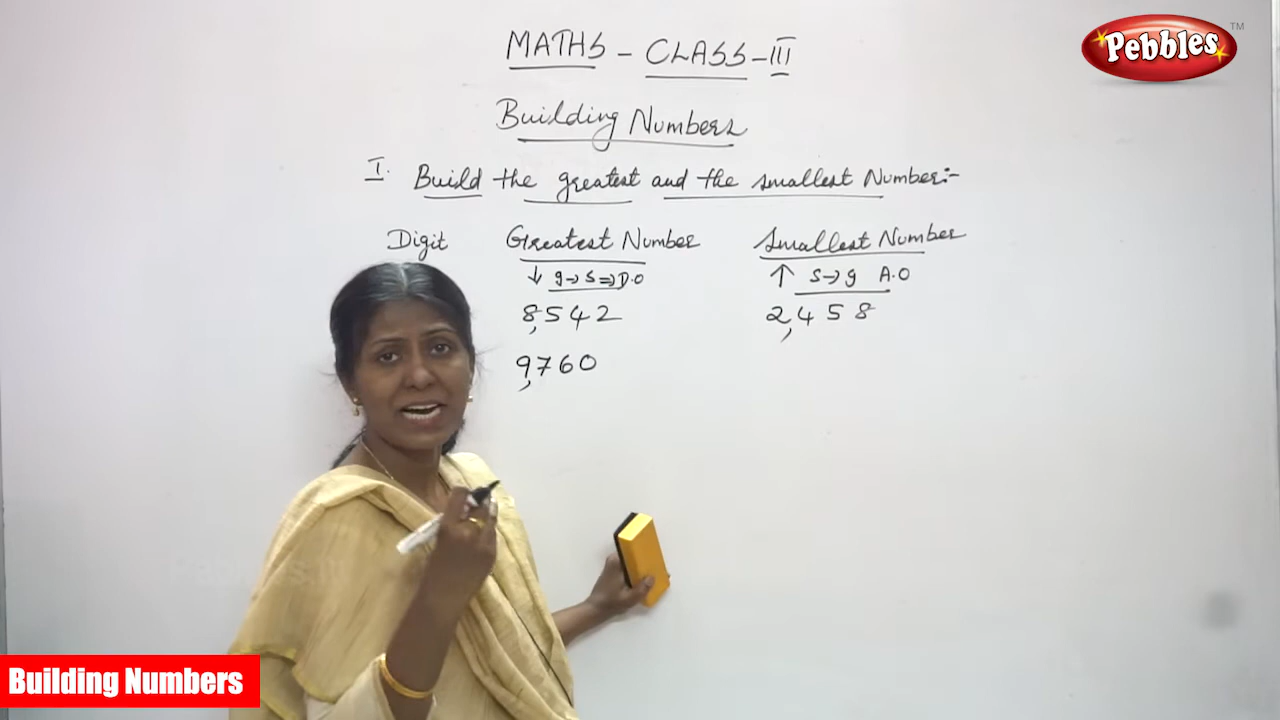 Pebbles TM
MATHS - CLASS - III
Building Numbers
I. Build the greatest and the smallest Number:-
Digit Greatest Number Smallest Number
↓ g→s ⇒ D.O ↑ s→g A.O
8,542 2,458
9,760
Building Numbers